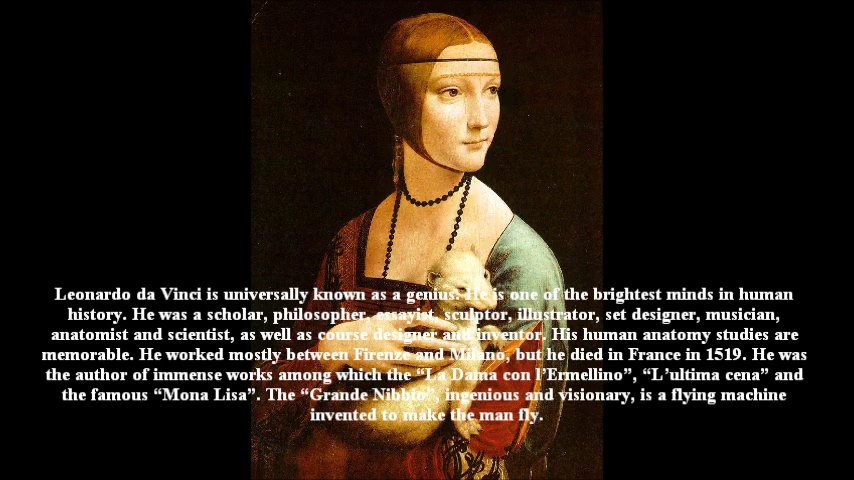 Leonardo da Vinci is universally known as a genius. He is one of the brightest minds in human
history. He was a scholar, philosopher, essayist, sculptor, illustrator, set designer, musician,
anatomist and scientist, as well as course designer and inventor. His human anatomy studies are
memorable. He worked mostly between Firenze and Milano, but he died in France in 1519. He was
the author of immense works among which the “La Dama con l’Ermellino”, “L’ultima cena” and
the famous “Mona Lisa”. The “Grande Nibbio”, ingenious and visionary, is a flying machine
invented to make the man fly.